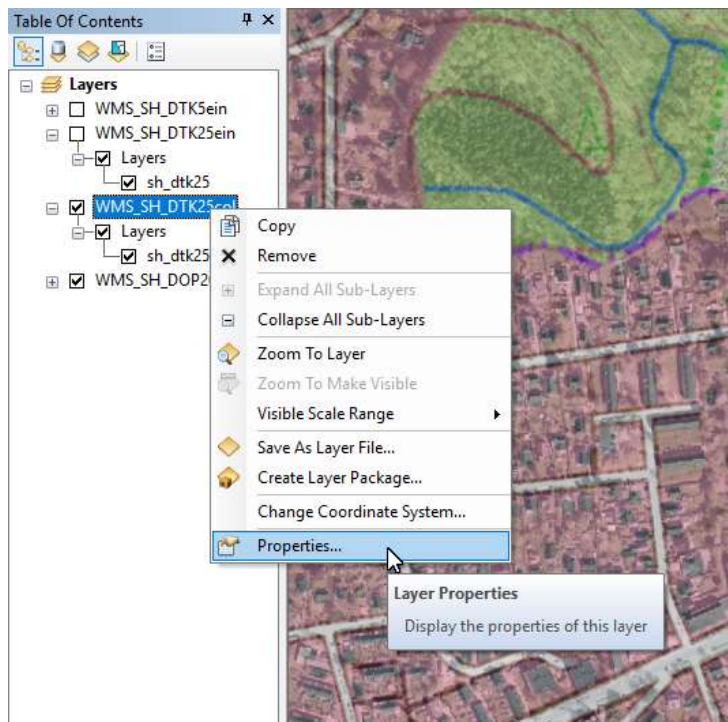 Table Of Contents
Layers
WMS_SH_DTK5ein
WMS_SH_DTK25ein
Layers
sh_dtk25
WMS_SH_DTK25col
Layers
sh_dtk25
WMS_SH_DOP2
Copy
Remove
Expand All Sub-Layers
Collapse All Sub-Layers
Zoom To Layer
Zoom To Make Visible
Visible Scale Range
Save As Layer File...
Create Layer Package...
Change Coordinate System...
Properties...
Layer Properties
Display the properties of this layer